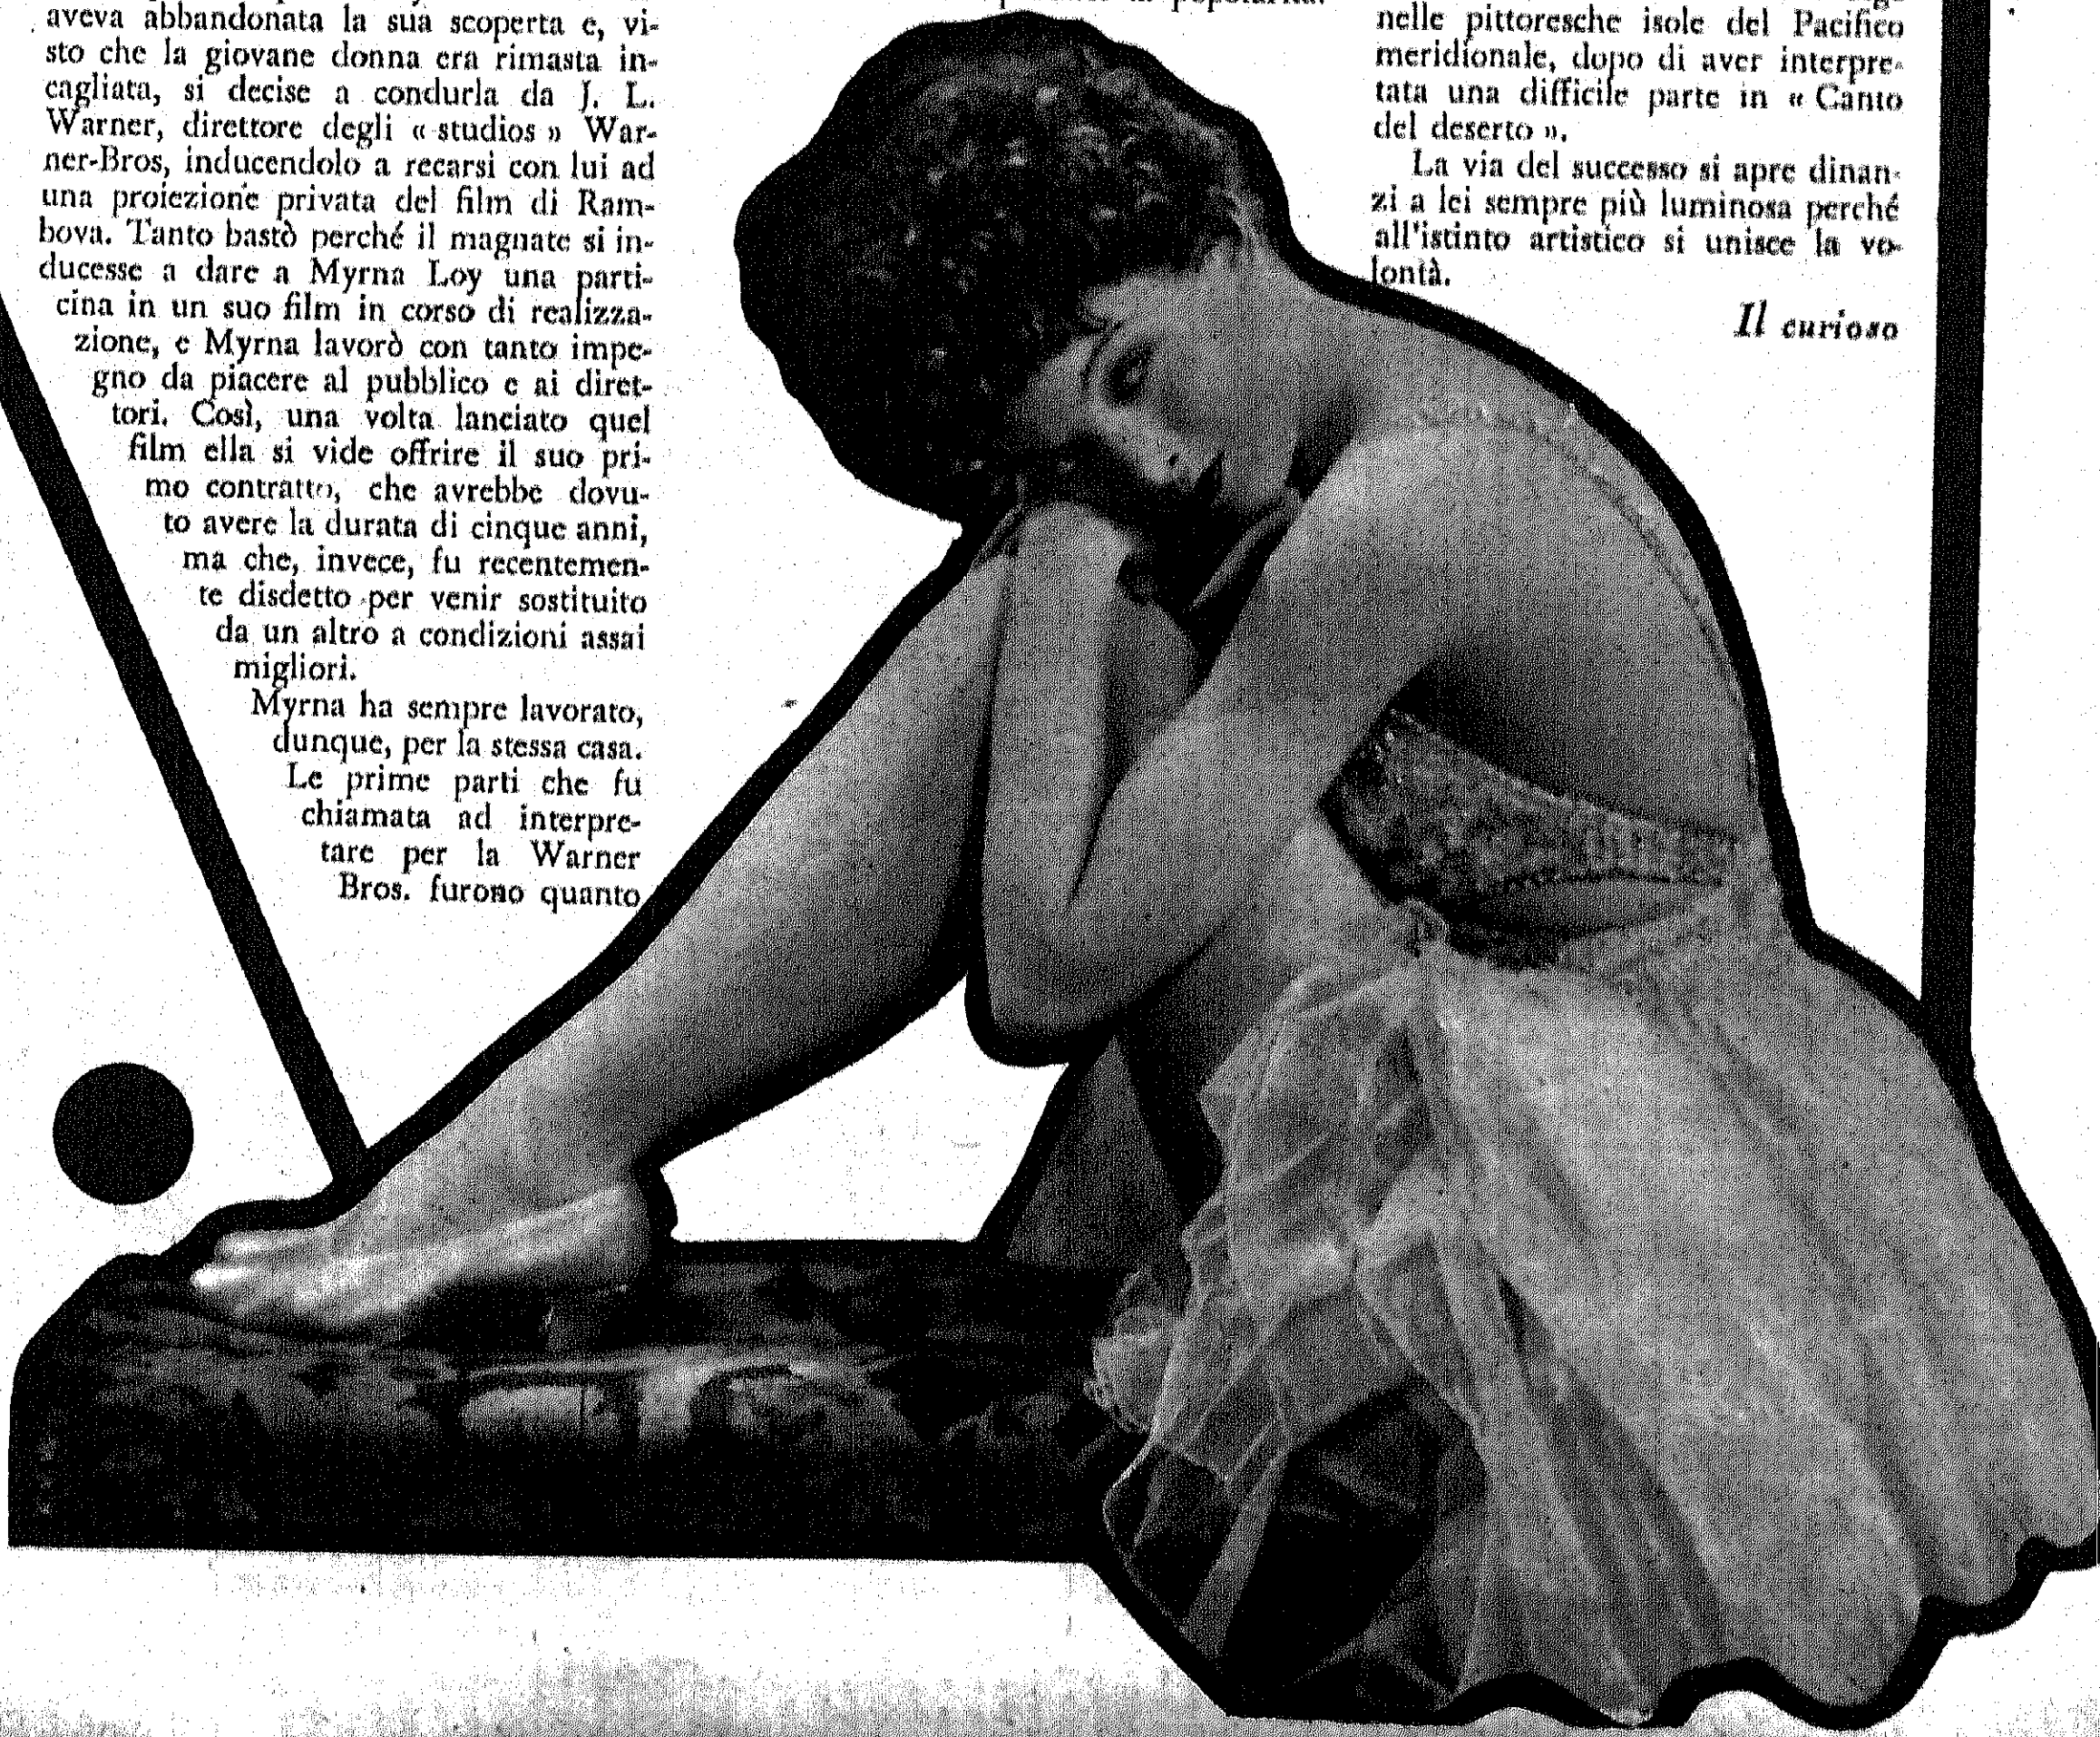 aveva abbandonata la sua scoperta e, vi-
sto che la giovane donna era rimasta in-
cagliata, si decise a condurla da J. L.
Warner, direttore degli « studios » War-
ner-Bros, inducendolo a recarsi con lui ad
una proiezione privata del film di Ram-
bova. Tanto bastò perché il magnate si in-
ducesse a dare a Myrna Loy una parti-
cina in un suo film in corso di realizza-
zione, e Myrna lavorò con tanto impe-
gno da piacere al pubblico e ai diret-
tori. Così, una volta lanciato quel
film ella si vide offrire il suo pri-
mo contratto, che avrebbe dovu-
to avere la durata di cinque anni,
ma che, invece, fu recentemen-
te disdetto per venir sostituito
da un altro a condizioni assai
migliori.
Myrna ha sempre lavorato,
dunque, per la stessa casa.
Le prime parti che fu
chiamata ad interpre-
tare per la Warner
Bros. furono quanto
nelle pittoresche isole del Pacifico
meridionale, dopo di aver interpre-
tata una difficile parte in « Canto
del deserto ».
La via del successo si apre dinan-
zi a lei sempre più luminosa perché
all'istinto artistico si unisce la vo-
lontà.
Il curioso